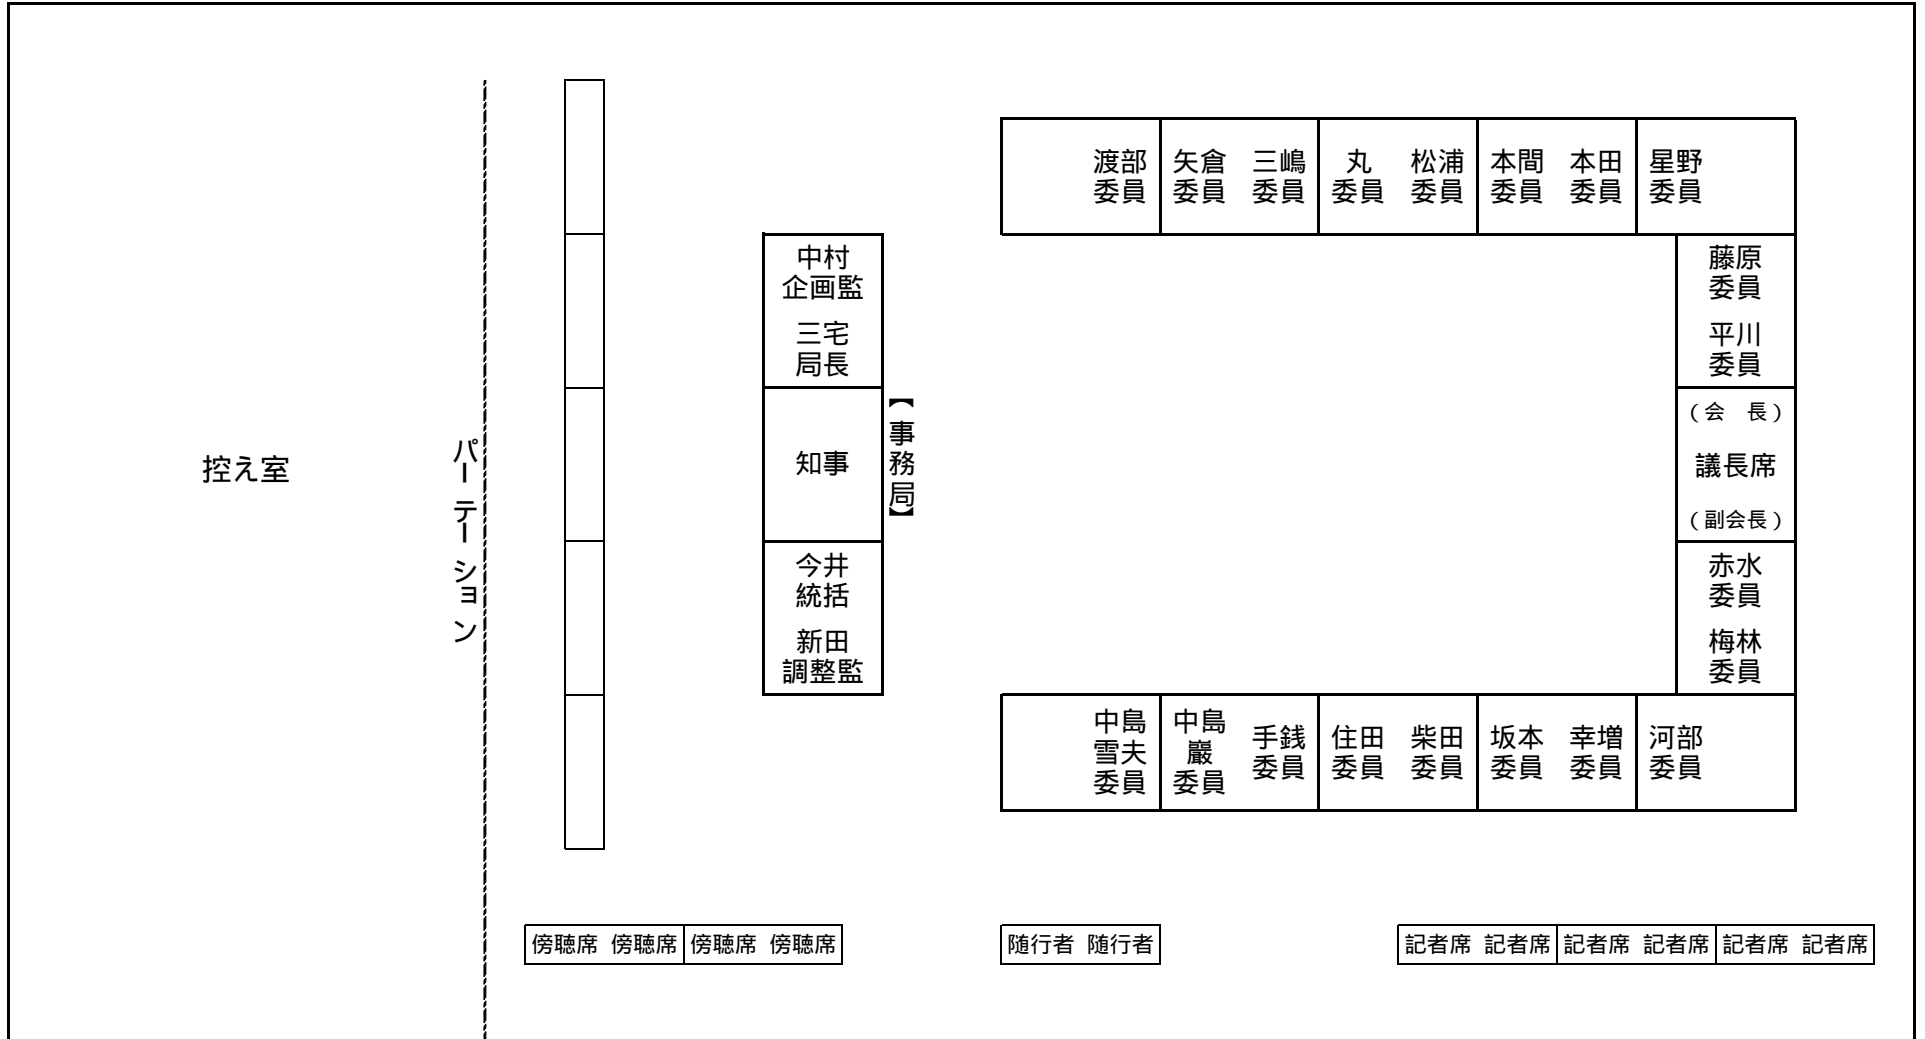 渡部 矢倉 三嶋 丸 松浦 本間 本田 星野
委員 委員 委員 委員 委員 委員 委員 委員
中村
企画監
三宅
局長
知事
今井
統括
新田
調整監
【事務局】
藤原
委員
平川
委員
(会 長)
議長席
(副会長)
赤水
委員
梅林
委員
控え室
パーテーション
中島
雪夫
委員
中島
巖
委員
手銭
委員
住田
委員
柴田
委員
坂本
委員
幸増
委員
河部
委員
傍聴席 傍聴席 傍聴席 傍聴席
随行者 随行者
記者席 記者席 記者席 記者席 記者席 記者席